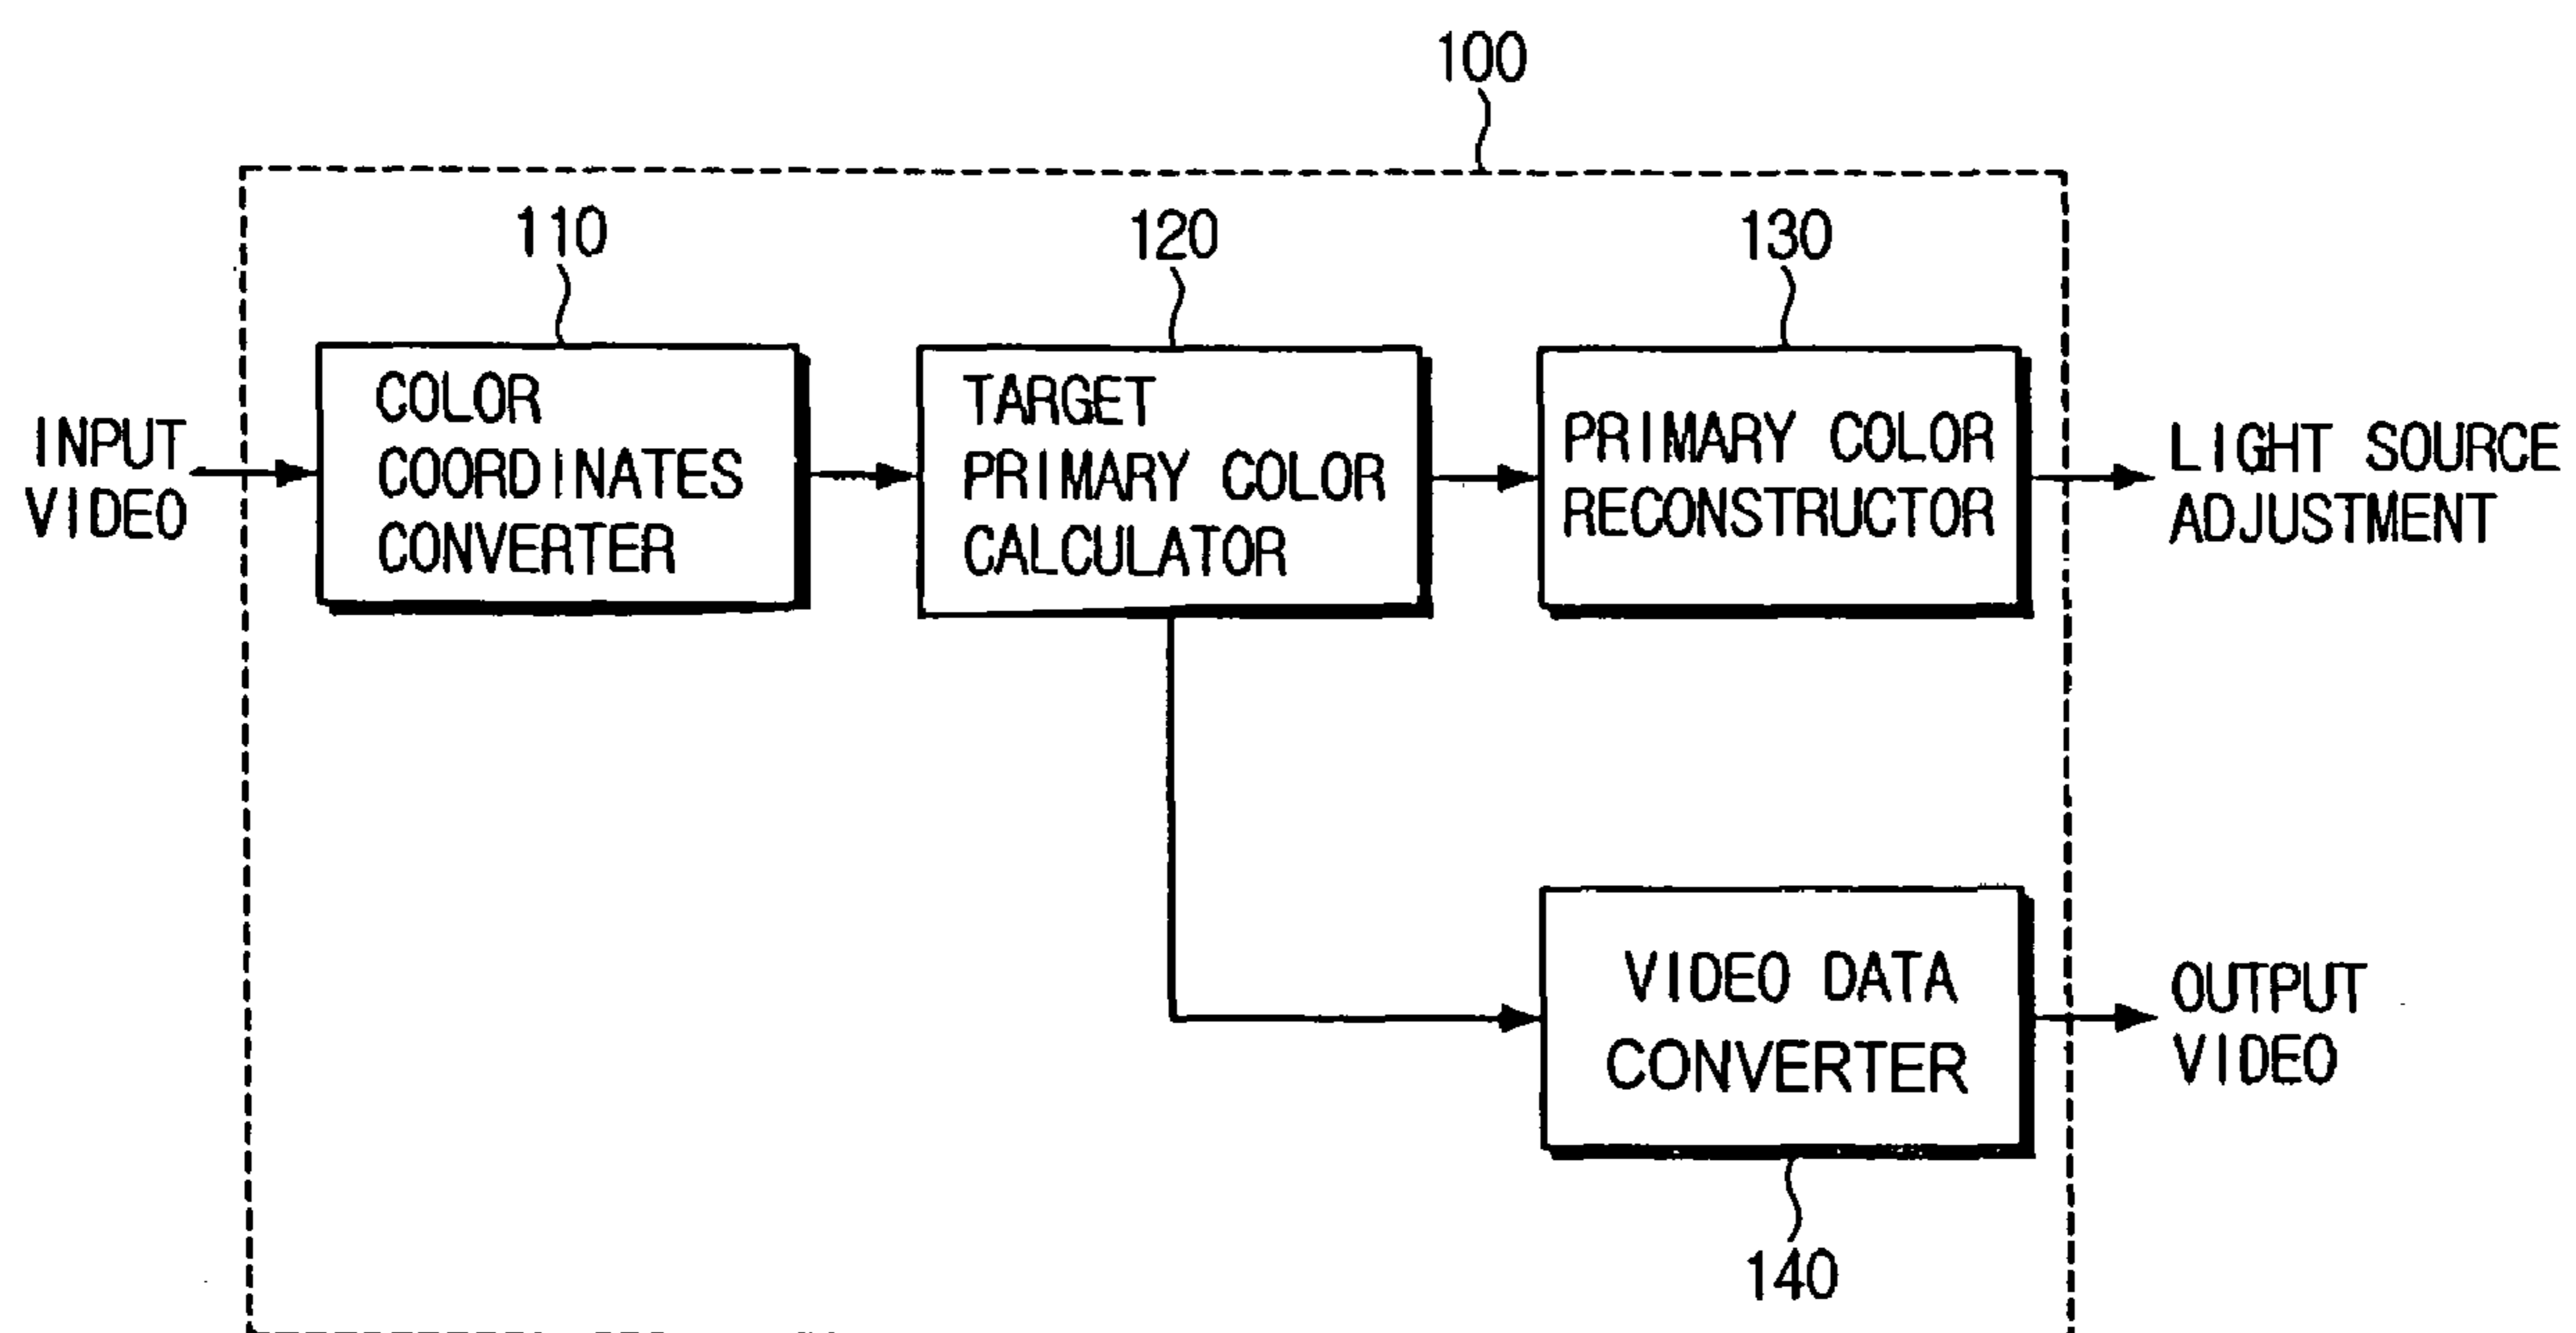 100
110
120
130
INPUT
VIDEO
COLOR
COORDINATES
CONVERTER
TARGET
PRIMARY COLOR
CALCULATOR
PRIMARY COLOR
RECONSTRUCTOR
LIGHT SOURCE
ADJUSTMENT
VIDEO DATA
CONVERTER
OUTPUT
VIDEO
140